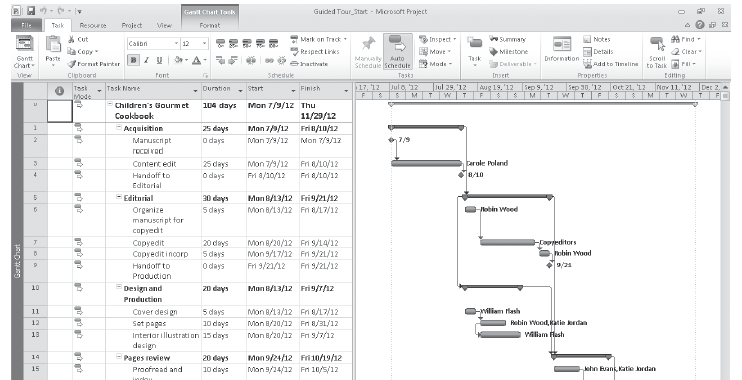 Gantt Chart Tools
Guided Tour_Start - Microsoft Project
File Task Resource Project View Format
Gantt Chart
Paste
Cut
Copy
Format Painter
Calibri 12
B I U A
Mark on Track
Respect Links
Inactivate
Manually Schedule
Auto Schedule
Inspect
Move
Mode
Task
Summary
Milestone
Deliverable
Information
Notes
Details
Add to Timeline
Scroll to Task
Find
Clear
Fill
View Clipboard Font Schedule Tasks Insert Properties Editing
Task Mode Task Name Duration Start Finish
17, '12 Jul 8, '12 Jul 29, '12 Aug 19, '12 Sep 9, '12 Sep 30, '12 Oct 21, '12 Nov 11, '12 Dec 2,
0 Children's Gourmet Cookbook 104 days Mon 7/9/12 Thu 11/29/12
1 Acquisition 25 days Mon 7/9/12 Fri 8/10/12
2 Manuscript received 0 days Mon 7/9/12 Mon 7/9/12
7/9
3 Content edit 25 days Mon 7/9/12 Fri 8/10/12
Carole Poland
4 Handoff to Editorial 0 days Fri 8/10/12 Fri 8/10/12
8/10
5 Editorial 30 days Mon 8/13/12 Fri 9/21/12
6 Organize manuscript for copyedit 5 days Mon 8/13/12 Fri 8/17/12
Robin Wood
7 Copyedit 20 days Mon 8/20/12 Fri 9/14/12
Copyeditors
8 Copyedit incorp 5 days Mon 9/17/12 Fri 9/21/12
Robin Wood
9 Handoff to Production 0 days Fri 9/21/12 Fri 9/21/12
9/21
10 Design and Production 20 days Mon 8/13/12 Fri 9/7/12
11 Cover design 5 days Mon 8/13/12 Fri 8/17/12
William Flash
12 Set pages 10 days Mon 8/20/12 Fri 8/31/12
Robin Wood,Katie Jordan
13 Interior illustration design 15 days Mon 8/20/12 Fri 9/7/12
William Flash
14 Pages review 20 days Mon 9/24/12 Fri 10/19/12
15 Proofread and index 10 days Mon 9/24/12 Fri 10/5/12
John Evans,Katie Jordan
Gantt Chart